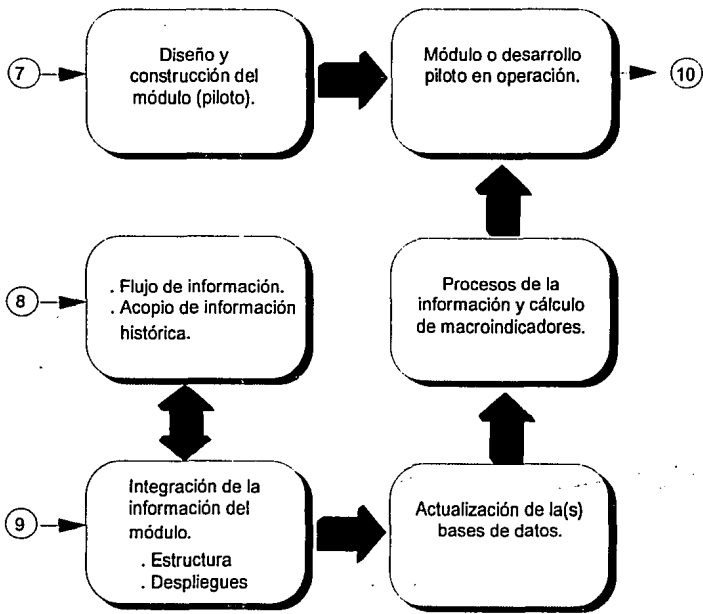 7
Diseño y
construcción del
módulo (piloto).
Módulo o desarrollo
piloto en operación.
10
8
. Flujo de información.
. Acopio de información
histórica.
Procesos de la
información y cálculo
de macroindicadores.
9
Integración de la
información del
módulo.
. Estructura
. Despliegues
Actualización de la(s)
bases de datos.